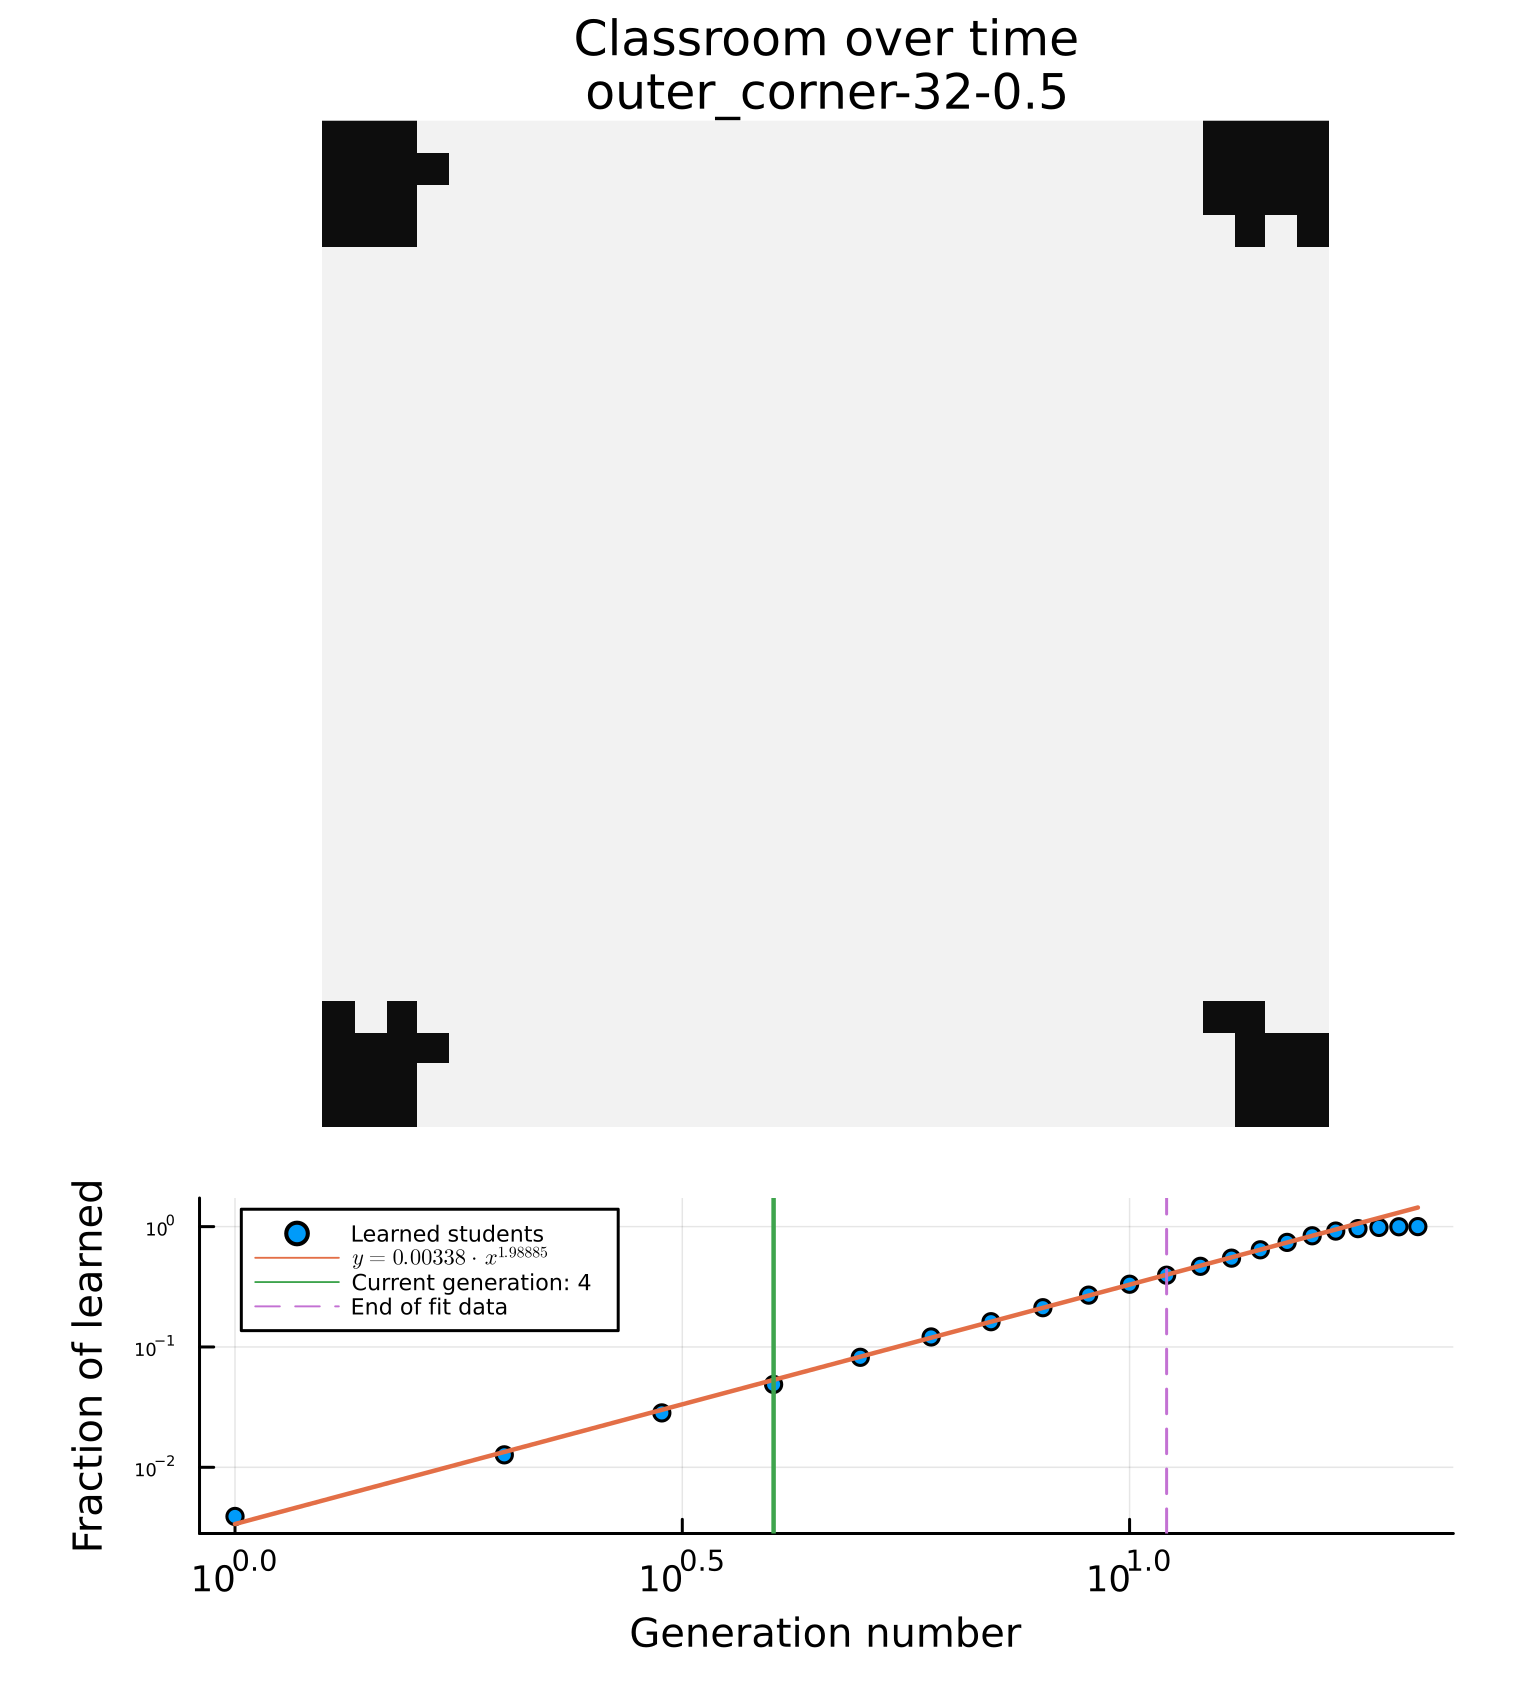 Classroom over time
outer_corner-32-0.5
Fraction of learned
10^0
10^−1
10^−2
Learned students
y = 0.00338 · x^1.98885
Current generation: 4
End of fit data
10^0.0 10^0.5 10^1.0
Generation number